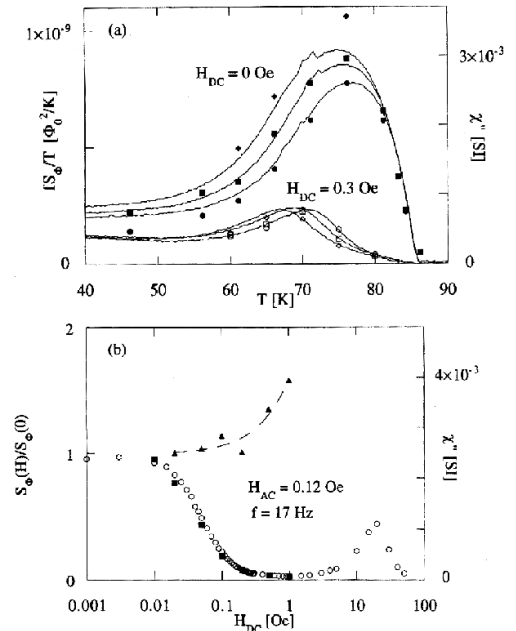 1×10⁻⁹
(a)
H_DC = 0 Oe
3×10⁻³
fS_Φ/T [Φ₀²/K]
χ'' [SI]
H_DC = 0.3 Oe
0
0
40 50 60 70 80 90
T [K]
2
(b)
4×10⁻³
S_Φ(H)/S_Φ(0)
χ'' [SI]
1
H_AC = 0.12 Oe
f = 17 Hz
0
0
0.001 0.01 0.1 1 10 100
H_DC [Oe]